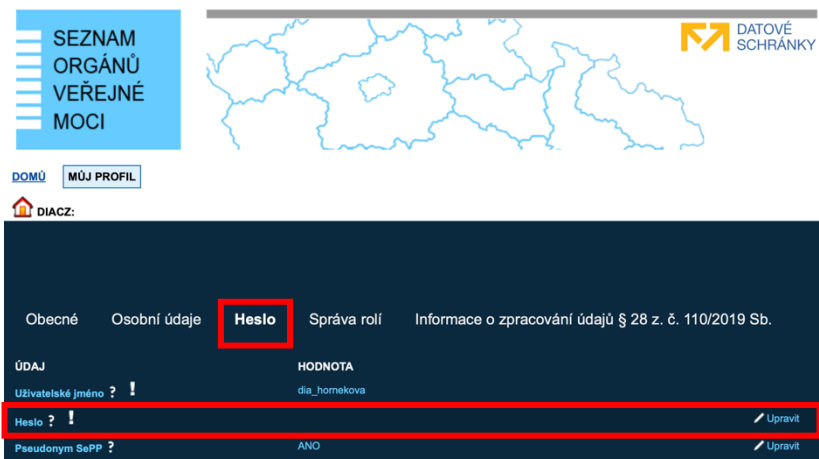 SEZNAM
ORGÁNŮ
VEŘEJNÉ
MOCI
DATOVÉ
SCHRÁNKY
DOMŮ MŮJ PROFIL
DIACZ:
Obecné Osobní údaje Heslo Správa rolí Informace o zpracování údajů § 28 z. č. 110/2019 Sb.
ÚDAJ HODNOTA
Uživatelské jméno ? ! dia_hornekova
Heslo ? ! Upravit
Pseudonym SePP ? ANO Upravit